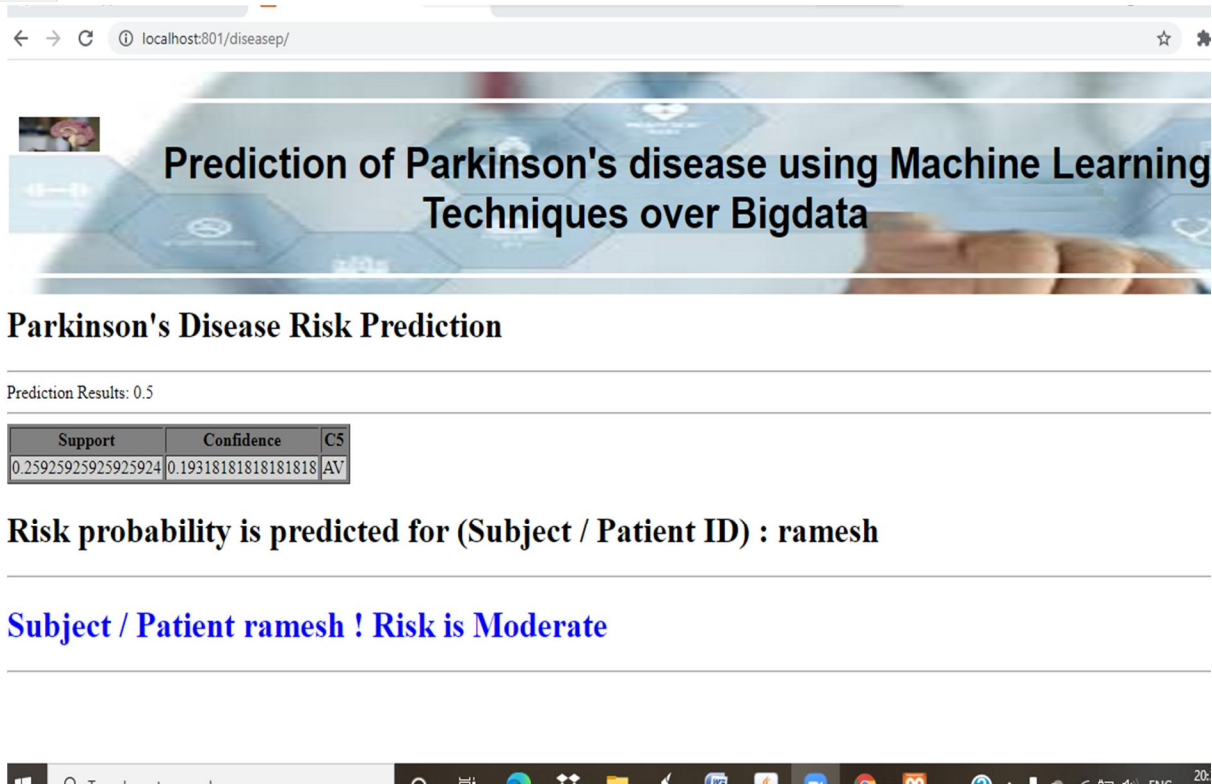 localhost:801/diseasep/
Prediction of Parkinson's disease using Machine Learning
Techniques over Bigdata
Parkinson's Disease Risk Prediction
Prediction Results: 0.5
Support Confidence C5
0.25925925925925924 0.19318181818181818 AV
Risk probability is predicted for (Subject / Patient ID) : ramesh
Subject / Patient ramesh ! Risk is Moderate